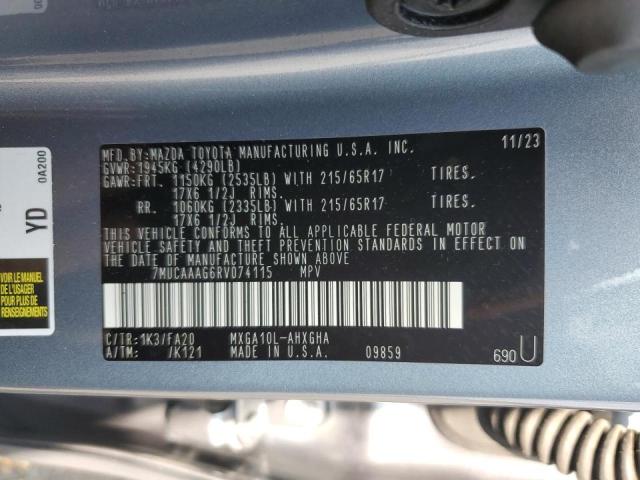 MFD.BY:MAZDA TOYOTA MANUFACTURING U.S.A. INC. 11/23
GVWR: 1945KG (4290LB)
GAWR:FRT. 1150KG (2535LB) WITH 215/65R17 TIRES.
17X6 1/2J RIMS.
RR. 1060KG (2335LB) WITH 215/65R17 TIRES.
17X6 1/2J RIMS.
THIS VEHICLE CONFORMS TO ALL APPLICABLE FEDERAL MOTOR
VEHICLE SAFETY AND THEFT PREVENTION STANDARDS IN EFFECT ON
THE DATE OF MANUFACTURE SHOWN ABOVE
7MUCAAAG6RV074115 MPV
C/TR:1K3/FA20 MXGA10L-AHXGHA
A/TM: /K121 MADE IN U.S.A. 09859 690 U
YD
0A200
VOIR LE MANUEL
DE L'USAGER
POUR PLUS DE
RENSEIGNEMENTS